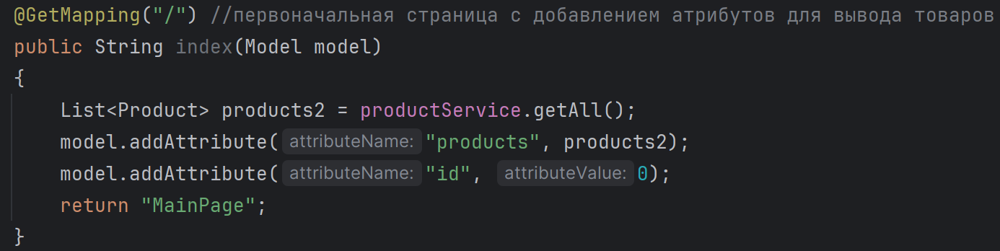 @GetMapping("/") //первоначальная страница с добавлением атрибутов для вывода товаров
public String index(Model model)
{
List<Product> products2 = productService.getAll();
model.addAttribute( attributeName: "products", products2);
model.addAttribute( attributeName: "id", attributeValue: 0);
return "MainPage";
}